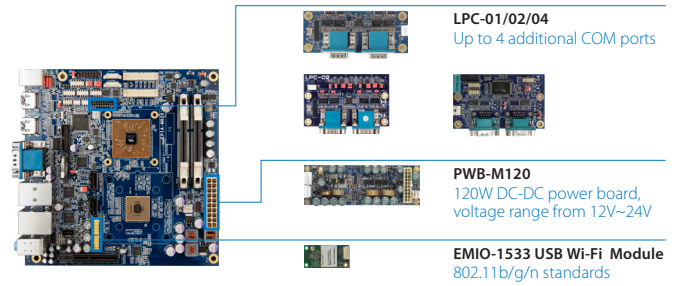 LPC-01/02/04
Up to 4 additional COM ports
LPC-02
PWB-M120
120W DC-DC power board,
voltage range from 12V~24V
EMIO-1533 USB Wi-Fi Module
802.11b/g/n standards